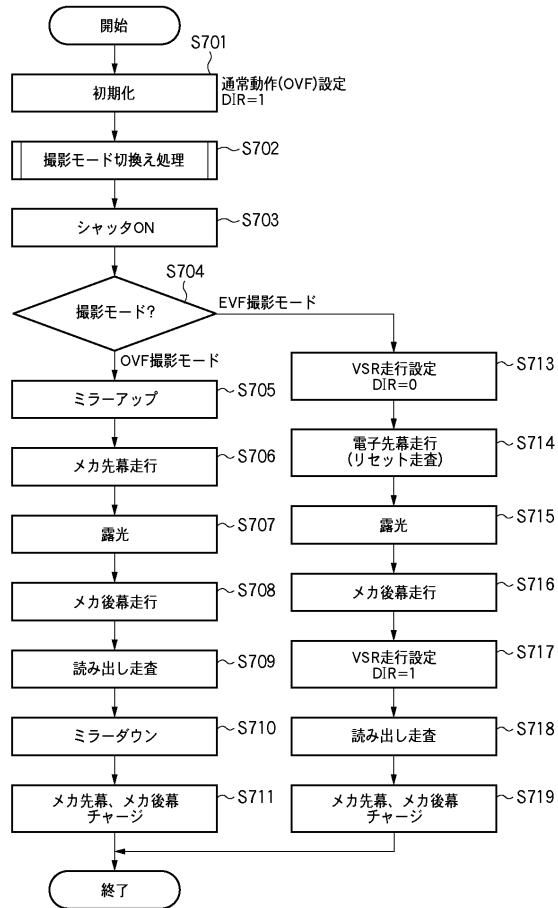 開始
S701
初期化
通常動作(OVF)設定
DIR=1
撮影モード切換え処理
S702
シャッタON
S703
S704
撮影モード?
EVF撮影モード
OVF撮影モード
ミラーアップ
S705
メカ先幕走行
S706
露光
S707
メカ後幕走行
S708
読み出し走査
S709
ミラーダウン
S710
メカ先幕、メカ後幕
チャージ
S711
VSR走行設定
DIR=0
S713
電子先幕走行
(リセット走査)
S714
露光
S715
メカ後幕走行
S716
VSR走行設定
DIR=1
S717
読み出し走査
S718
メカ先幕、メカ後幕
チャージ
S719
終了